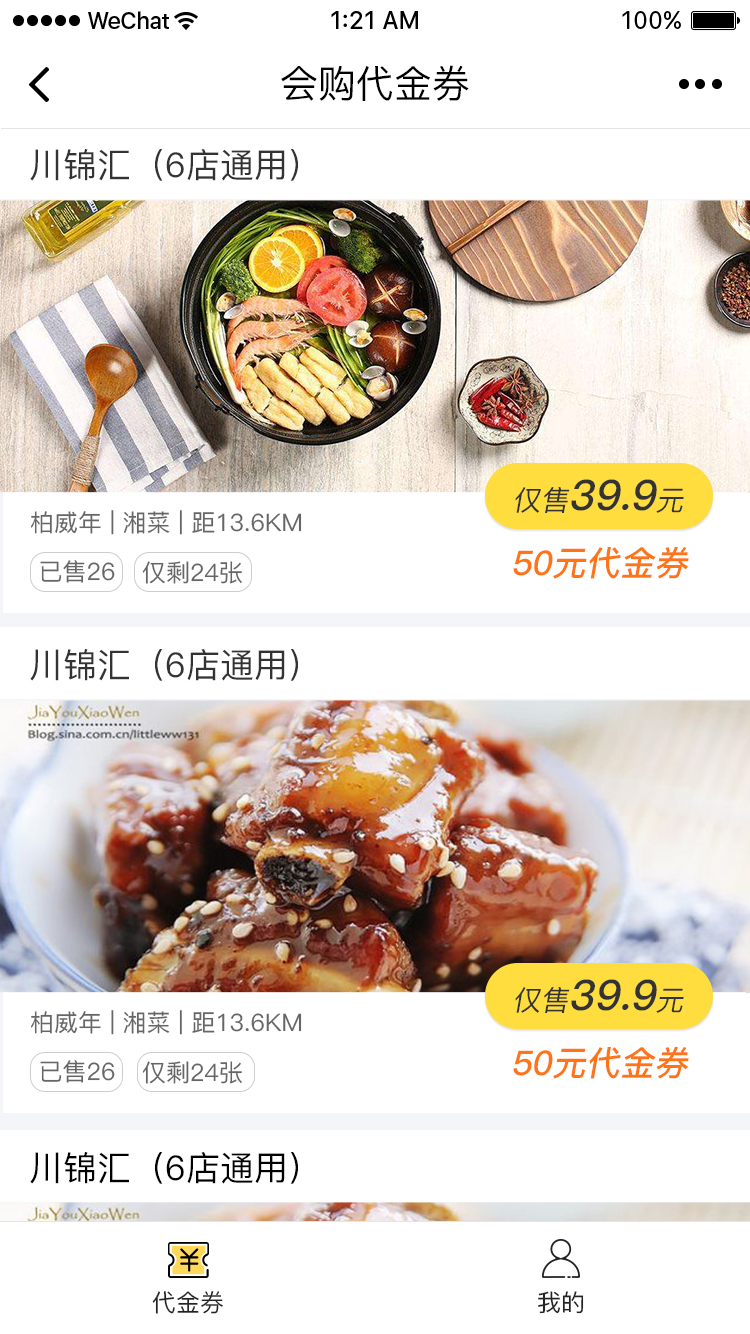 WeChat 1:21 AM 100%
会购代金券
川锦汇（6店通用）
柏威年 | 湘菜 | 距13.6KM
仅售39.9元
已售26 仅剩24张
50元代金券
川锦汇（6店通用）
JiaYouXiaoWen
Blog.sina.com.cn/littleww131
柏威年 | 湘菜 | 距13.6KM
仅售39.9元
已售26 仅剩24张
50元代金券
川锦汇（6店通用）
JiaYouXiaoWen
代金券 我的